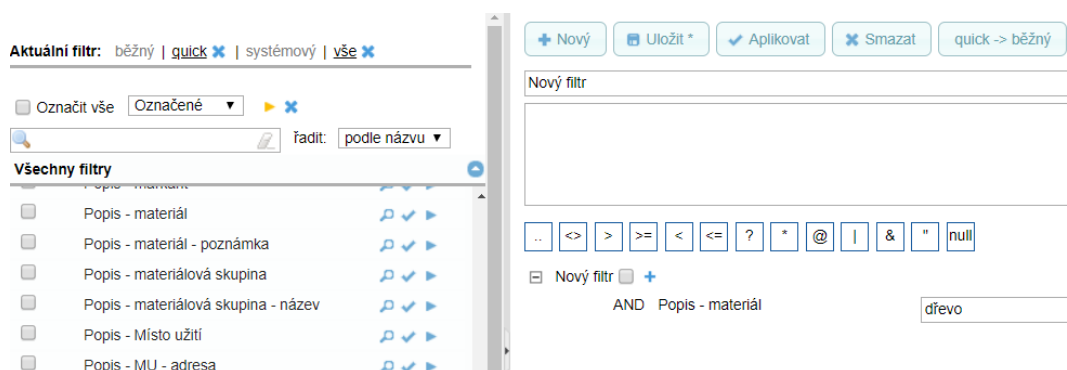 Aktuální filtr: běžný | quick | systémový | vše
Označit vše Označené
řadit: podle názvu
Všechny filtry
Popis - markant
Popis - materiál
Popis - materiál - poznámka
Popis - materiálová skupina
Popis - materiálová skupina - název
Popis - Místo užití
Popis - MU - adresa
Nový Uložit * Aplikovat Smazat quick -> běžný
Nový filtr
.. <> > >= < <= ? * @ | & " null
Nový filtr
AND Popis - materiál dřevo